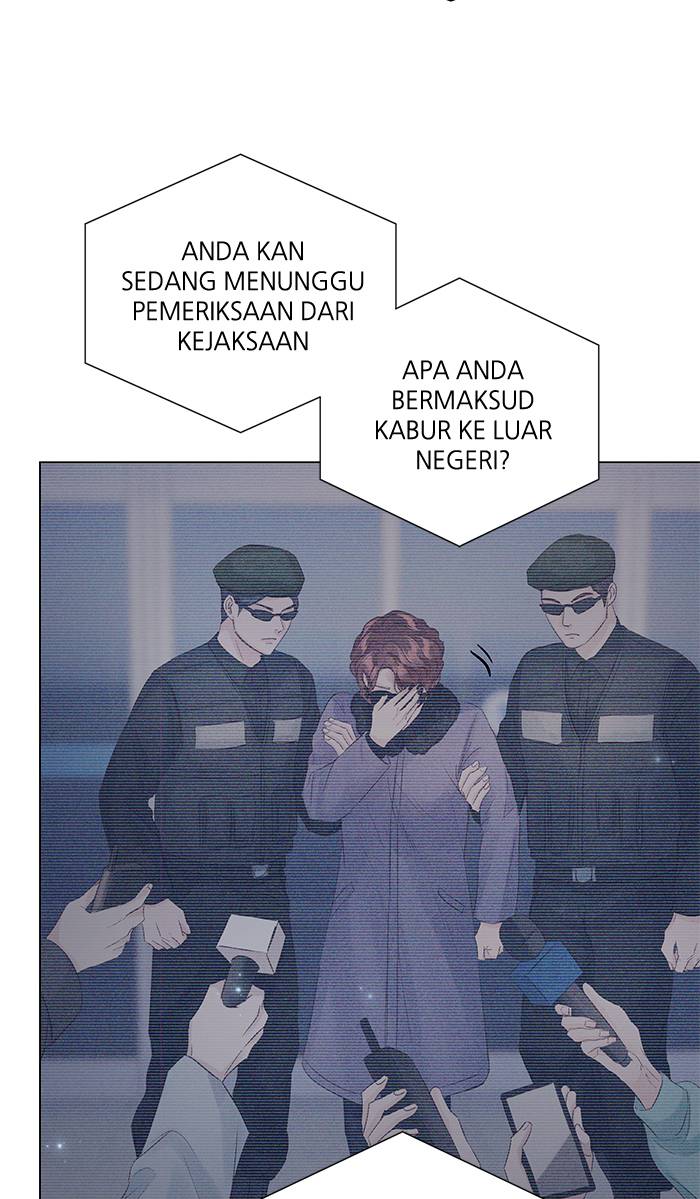 ANDA KAN
SEDANG MENUNGGU
PEMERIKSAAN DARI
KEJAKSAAN
APA ANDA
BERMAKSUD
KABUR KE LUAR
NEGERI?